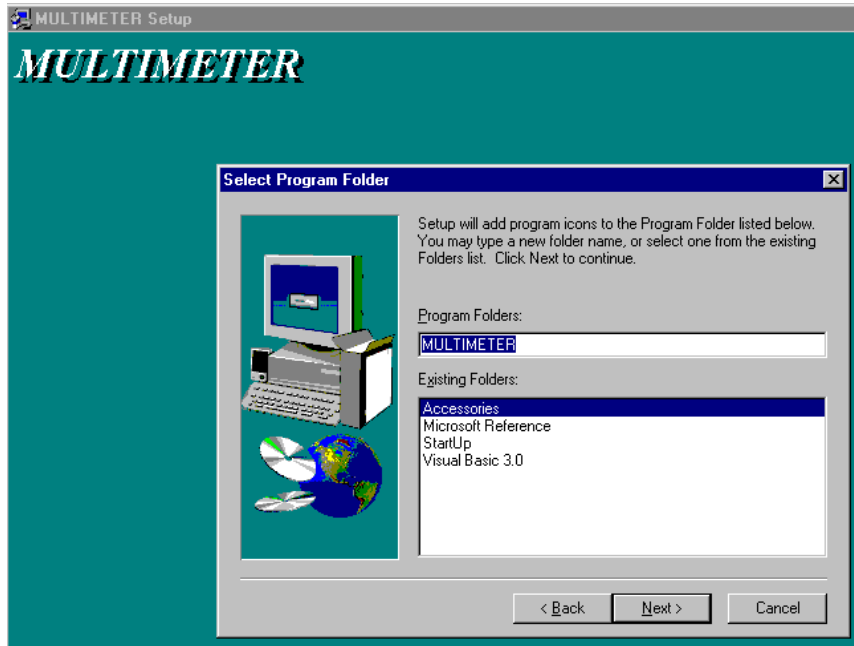 MULTIMETER Setup
MULTIMETER
Select Program Folder
Setup will add program icons to the Program Folder listed below.
You may type a new folder name, or select one from the existing
Folders list. Click Next to continue.
Program Folders:
MULTIMETER
Existing Folders:
Accessories
Microsoft Reference
StartUp
Visual Basic 3.0
< Back
Next >
Cancel